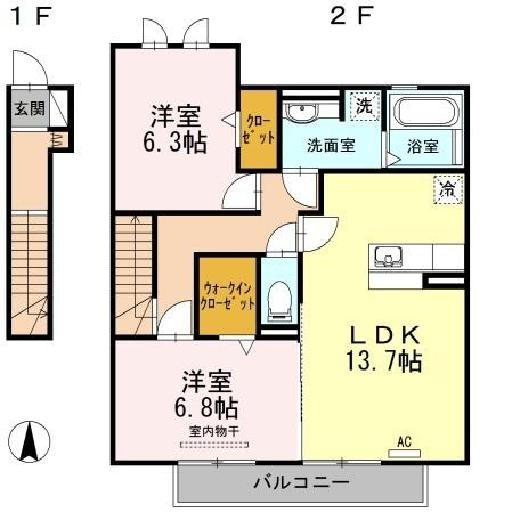 １Ｆ
２Ｆ
玄関
洋室
6.3帖
クロー
ゼット
洗
洗面室
浴室
冷
ウォークイン
クローゼット
ＬＤＫ
13.7帖
洋室
6.8帖
室内物干
AC
バルコニー